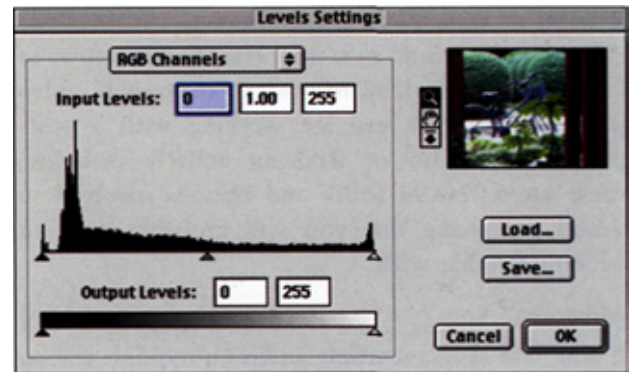 Levels Settings
RGB Channels
Input Levels: 0 1.00 255
Load...
Save...
Output Levels: 0 255
Cancel OK